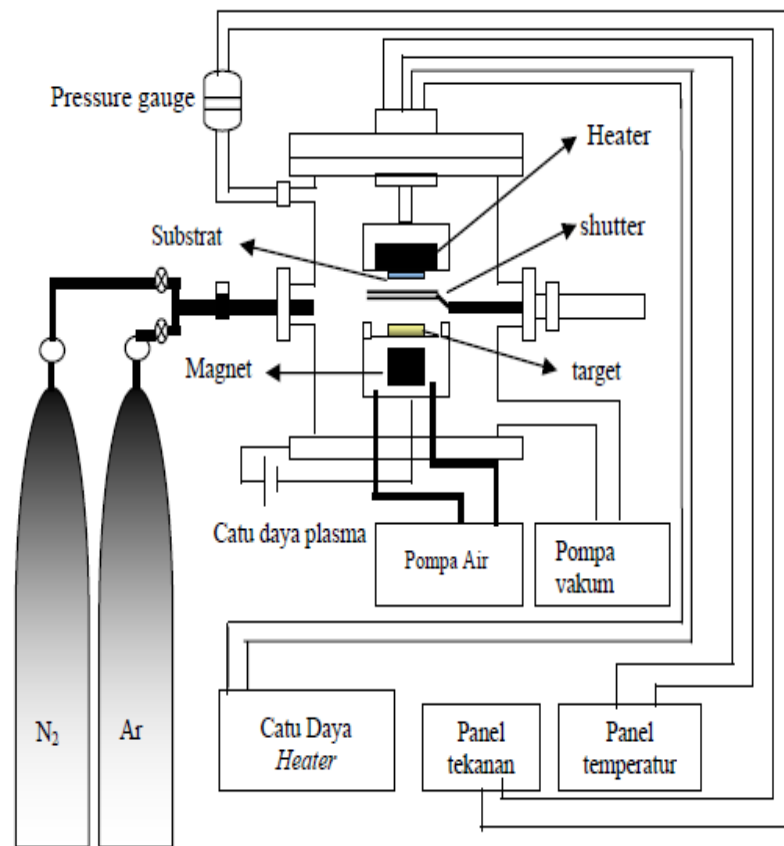 Pressure gauge
Heater
Substrat
shutter
Magnet
target
Catu daya plasma
Pompa Air
Pompa
vakum
N₂
Ar
Catu Daya
Heater
Panel
tekanan
Panel
temperatur